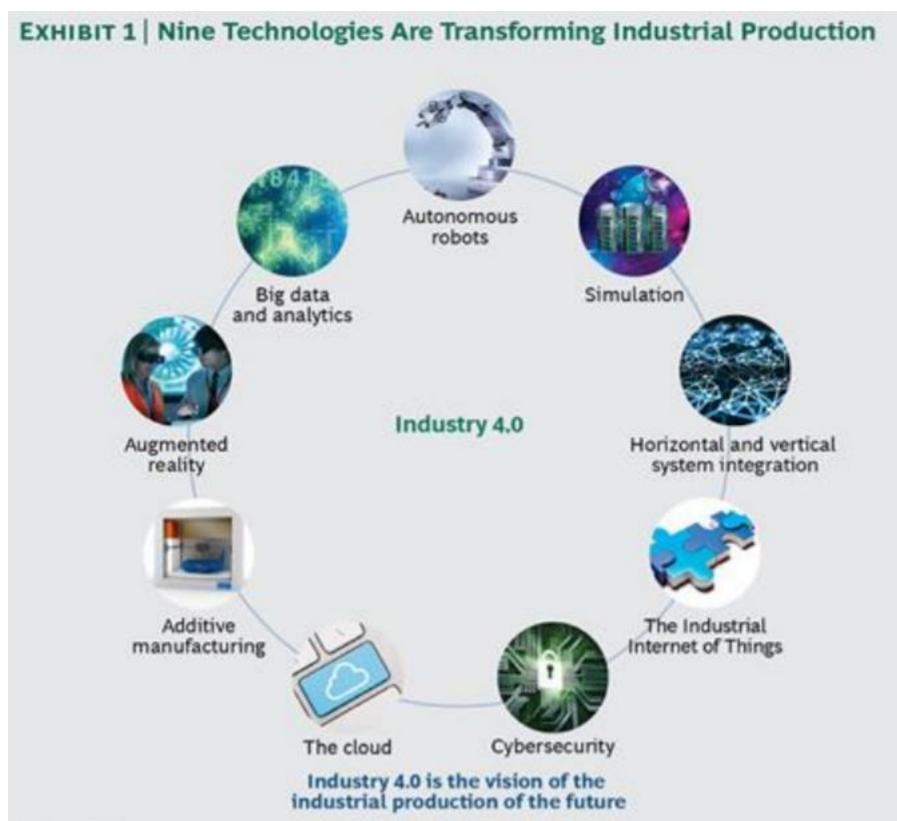 EXHIBIT 1 | Nine Technologies Are Transforming Industrial Production
Autonomous
robots
Simulation
Horizontal and vertical
system integration
The Industrial
Internet of Things
Cybersecurity
The cloud
Additive
manufacturing
Augmented
reality
Big data
and analytics
Industry 4.0
Industry 4.0 is the vision of the
industrial production of the future